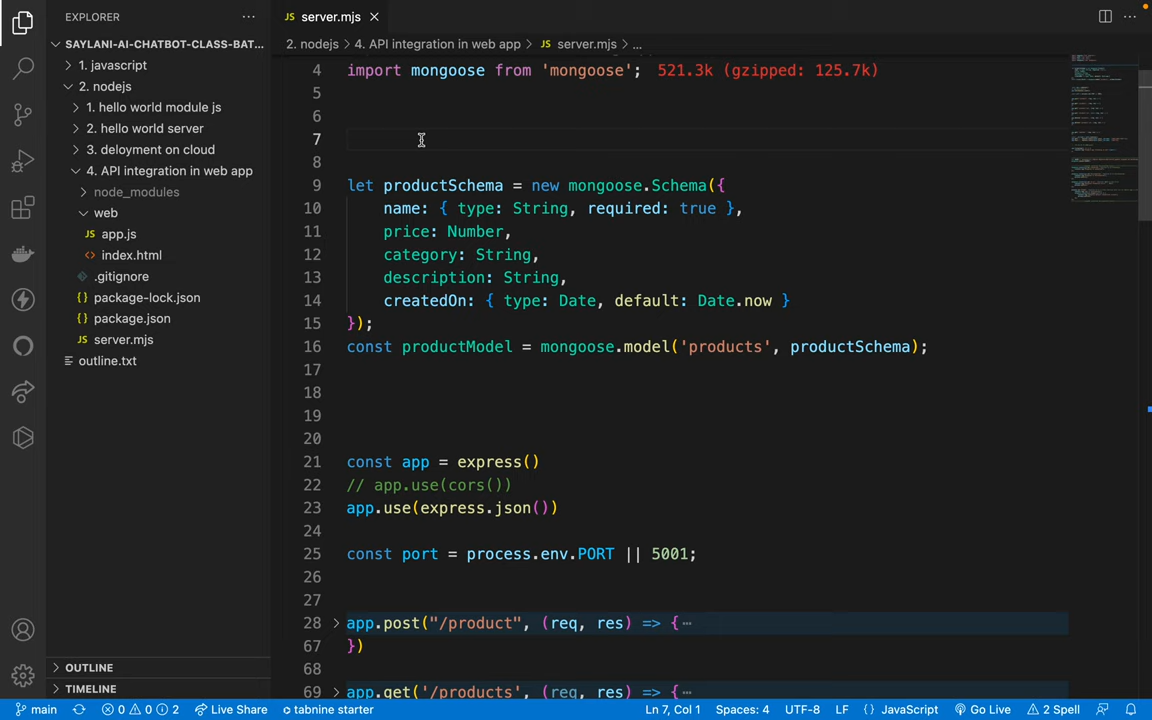 EXPLORER
SAYLANI-AI-CHATBOT-CLASS-BAT...
1. javascript
2. nodejs
1. hello world module js
2. hello world server
3. deloyment on cloud
4. API integration in web app
node_modules
web
JS app.js
<> index.html
.gitignore
{} package-lock.json
{} package.json
JS server.mjs
outline.txt
OUTLINE
TIMELINE
JS server.mjs
2. nodejs > 4. API integration in web app > JS server.mjs > ...
4 import mongoose from 'mongoose'; 521.3k (gzipped: 125.7k)
5
6
7
8
9 let productSchema = new mongoose.Schema({
10 name: { type: String, required: true },
11 price: Number,
12 category: String,
13 description: String,
14 createdOn: { type: Date, default: Date.now }
15 });
16 const productModel = mongoose.model('products', productSchema);
17
18
19
20
21 const app = express()
22 // app.use(cors())
23 app.use(express.json())
24
25 const port = process.env.PORT || 5001;
26
27
28 app.post("/product", (req, res) => {⋯
67 })
68
69 app.get('/products', (req, res) => {⋯
main 0 0 2 Live Share tabnine starter Ln 7, Col 1 Spaces: 4 UTF-8 LF {} JavaScript Go Live 2 Spell